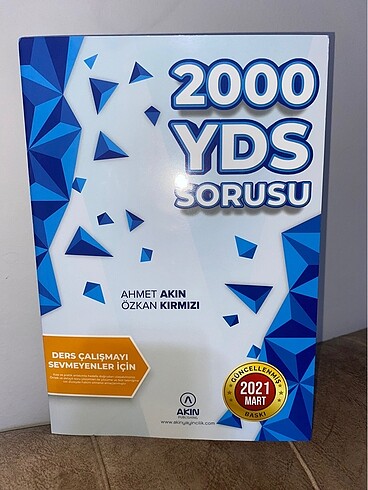 2000
YDS
SORUSU
AHMET AKIN
ÖZKAN KIRMIZI
DERS ÇALIŞMAYI
SEVMEYENLER İÇİN
GÜNCELLENMİŞ
2021
MART
BASKI
AKIN
www.akinyayincilik.com